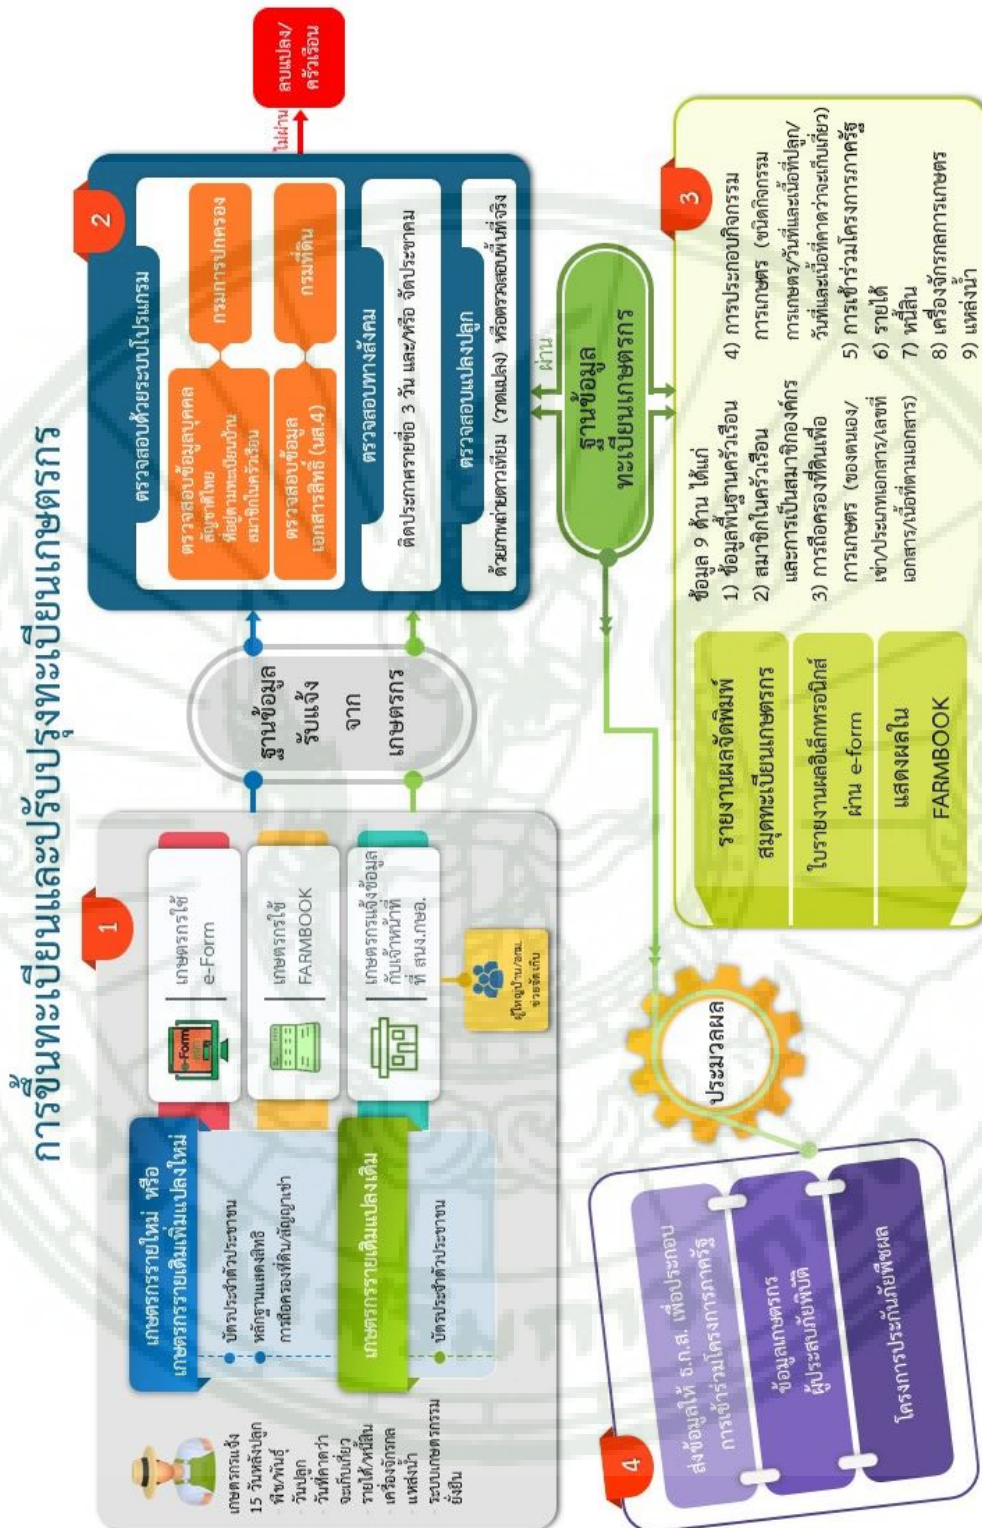 การขึ้นทะเบียนและปรับปรุงทะเบียนเกษตรกร
1
เกษตรกรแจ้ง
15 วันหลังปลูก
พืช/พันธุ์
วันปลูก
วันที่คาดว่า
จะเก็บเกี่ยว
รายได้/หนี้สิน
เครื่องจักรกล
แหล่งน้ำ
ระบบเกษตรกรรม
ยั่งยืน
เกษตรกรรายใหม่ หรือ
เกษตรกรรายเดิมเพิ่มแปลงใหม่
บัตรประจำตัวประชาชน
หลักฐานแสดงสิทธิ
การถือครองที่ดิน/สัญญาเช่า
เกษตรกรรายเดิมแปลงเดิม
บัตรประจำตัวประชาชน
e-Form
เกษตรกรใช้
e-Form
เกษตรกรใช้
FARMBOOK
เกษตรกรแจ้งข้อมูล
กับเจ้าหน้าที่
ที่ สนง.กษอ.
ผู้ใหญ่บ้าน/อกม.
ช่วยจัดเก็บ
ฐานข้อมูล
รับแจ้ง
จาก
เกษตรกร
2
ตรวจสอบด้วยระบบโปรแกรม
ตรวจสอบข้อมูลบุคคล
สัญชาติไทย
ที่อยู่ตามทะเบียนบ้าน
สมาชิกในครัวเรือน
กรมการปกครอง
ตรวจสอบข้อมูล
เอกสารสิทธิ์ (นส.4)
กรมที่ดิน
ตรวจสอบทางสังคม
ติดประกาศรายชื่อ 3 วัน และ/หรือ จัดประชาคม
ตรวจสอบแปลงปลูก
ด้วยภาพถ่ายดาวเทียม (วาดแปลง) หรือตรวจสอบพื้นที่จริง
ไม่ผ่าน
ลบแปลง/
ครัวเรือน
ผ่าน
ฐานข้อมูล
ทะเบียนเกษตรกร
3
รายงานผลจัดพิมพ์
สมุดทะเบียนเกษตรกร
ใบรายงานผลอิเล็กทรอนิกส์
ผ่าน e-form
แสดงผลใน
FARMBOOK
ข้อมูล 9 ด้าน ได้แก่
1) ข้อมูลพื้นฐานครัวเรือน
2) สมาชิกในครัวเรือน
และการเป็นสมาชิกองค์กร
3) การถือครองที่ดินเพื่อ
การเกษตร (ของตนเอง/
เช่า/ประเภทเอกสาร/เลขที่
เอกสาร/เนื้อที่ตามเอกสาร)
4) การประกอบกิจกรรม
การเกษตร (ชนิดกิจกรรม
การเกษตร/วันที่และเนื้อที่ปลูก/
วันที่และเนื้อที่คาดว่าจะเก็บเกี่ยว)
5) การเข้าร่วมโครงการภาครัฐ
6) รายได้
7) หนี้สิน
8) เครื่องจักรกลการเกษตร
9) แหล่งน้ำ
ประมวลผล
4
ส่งข้อมูลให้ ธ.ก.ส. เพื่อประกอบ
การเข้าร่วมโครงการภาครัฐ
ข้อมูลเกษตรกร
ผู้ประสบภัยพิบัติ
โครงการประกันภัยพืชผล